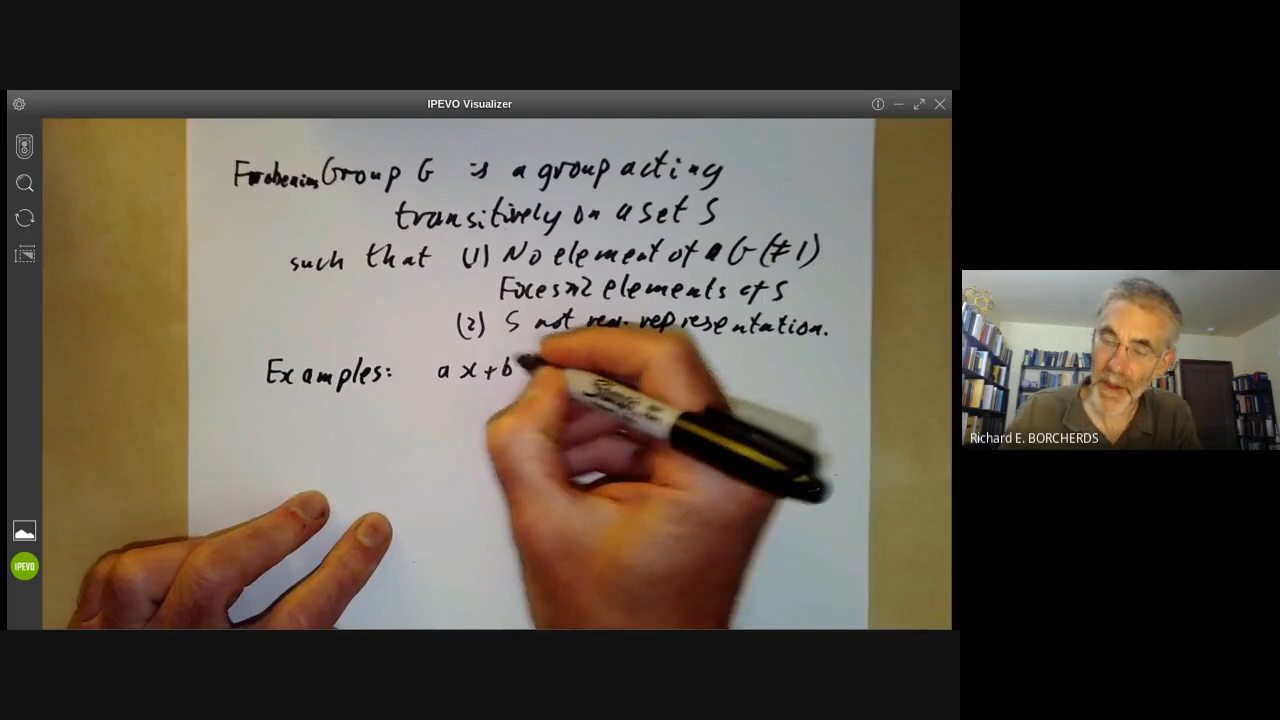 IPEVO Visualizer
Frobenius Group G is a group acting
transitively on a set S
such that (1) No element of G (≠1)
Fixes ≥2 elements of S
(2) S not reg. representation.
Examples: ax+b
IPEVO
Richard E. BORCHERDS